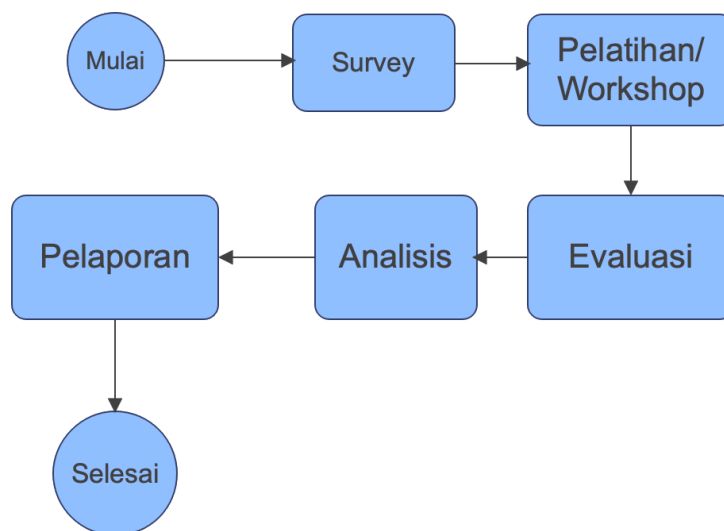 Mulai
Survey
Pelatihan/
Workshop
Evaluasi
Analisis
Pelaporan
Selesai